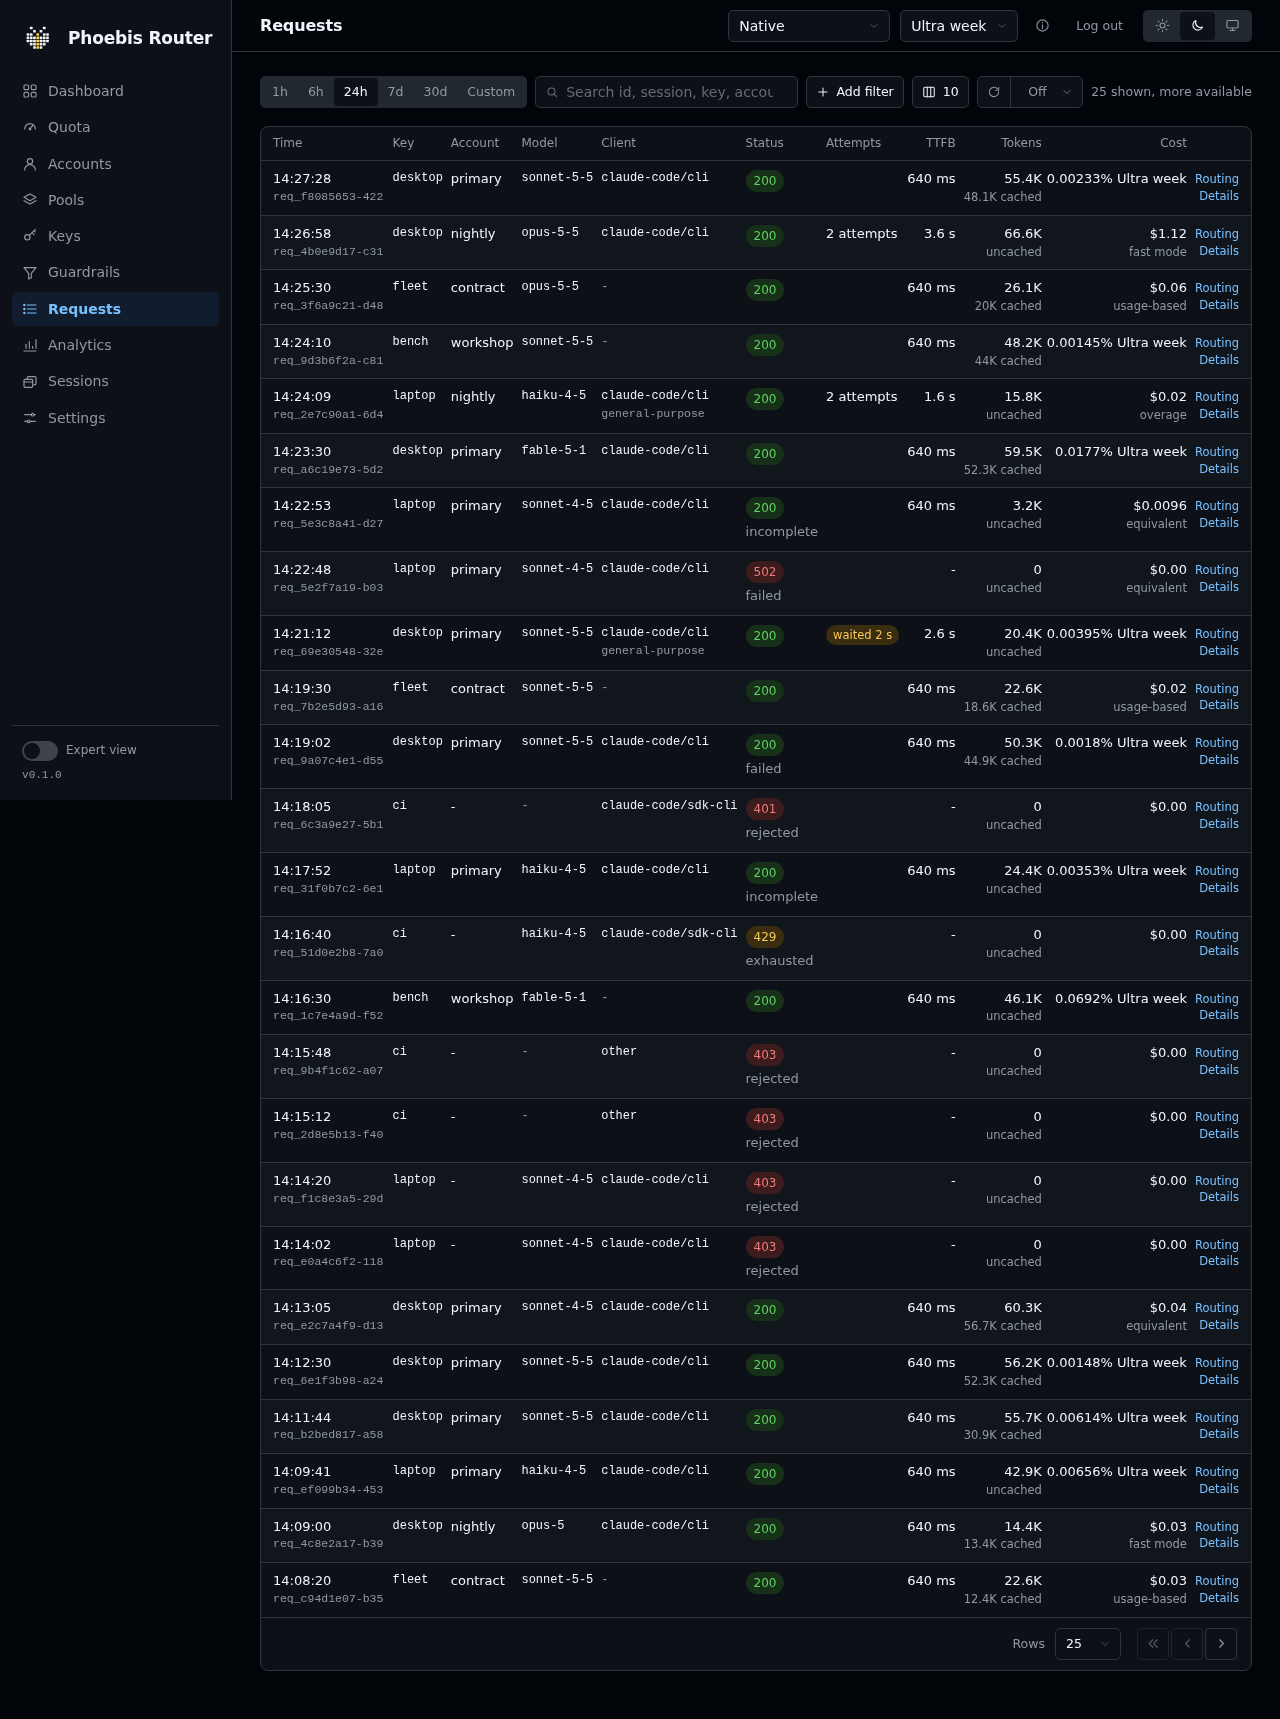 Phoebis Router
Dashboard
Quota
Accounts
Pools
Keys
Guardrails
Requests
Analytics
Sessions
Settings
Expert view
v0.1.0
Requests
Native
Ultra week
Log out
1h 6h 24h 7d 30d Custom
Search id, session, key, accou
Add filter
10
Off
25 shown, more available
Time Key Account Model Client Status Attempts TTFB Tokens Cost
14:27:28 desktop primary sonnet-5-5 claude-code/cli 200 640 ms 55.4K 0.00233% Ultra week Routing
req_f8085653-422 48.1K cached Details
14:26:58 desktop nightly opus-5-5 claude-code/cli 200 2 attempts 3.6 s 66.6K $1.12 Routing
req_4b0e9d17-c31 uncached fast mode Details
14:25:30 fleet contract opus-5-5 - 200 640 ms 26.1K $0.06 Routing
req_3f6a9c21-d48 20K cached usage-based Details
14:24:10 bench workshop sonnet-5-5 - 200 640 ms 48.2K 0.00145% Ultra week Routing
req_9d3b6f2a-c81 44K cached Details
14:24:09 laptop nightly haiku-4-5 claude-code/cli 200 2 attempts 1.6 s 15.8K $0.02 Routing
req_2e7c90a1-6d4 general-purpose uncached overage Details
14:23:30 desktop primary fable-5-1 claude-code/cli 200 640 ms 59.5K 0.0177% Ultra week Routing
req_a6c19e73-5d2 52.3K cached Details
14:22:53 laptop primary sonnet-4-5 claude-code/cli 200 640 ms 3.2K $0.0096 Routing
req_5e3c8a41-d27 incomplete uncached equivalent Details
14:22:48 laptop primary sonnet-4-5 claude-code/cli 502 - 0 $0.00 Routing
req_5e2f7a19-b03 failed uncached equivalent Details
14:21:12 desktop primary sonnet-5-5 claude-code/cli 200 waited 2 s 2.6 s 20.4K 0.00395% Ultra week Routing
req_69e30548-32e general-purpose uncached Details
14:19:30 fleet contract sonnet-5-5 - 200 640 ms 22.6K $0.02 Routing
req_7b2e5d93-a16 18.6K cached usage-based Details
14:19:02 desktop primary sonnet-5-5 claude-code/cli 200 640 ms 50.3K 0.0018% Ultra week Routing
req_9a07c4e1-d55 failed 44.9K cached Details
14:18:05 ci - - claude-code/sdk-cli 401 - 0 $0.00 Routing
req_6c3a9e27-5b1 rejected uncached Details
14:17:52 laptop primary haiku-4-5 claude-code/cli 200 640 ms 24.4K 0.00353% Ultra week Routing
req_31f0b7c2-6e1 incomplete uncached Details
14:16:40 ci - haiku-4-5 claude-code/sdk-cli 429 - 0 $0.00 Routing
req_51d0e2b8-7a0 exhausted uncached Details
14:16:30 bench workshop fable-5-1 - 200 640 ms 46.1K 0.0692% Ultra week Routing
req_1c7e4a9d-f52 uncached Details
14:15:48 ci - - other 403 - 0 $0.00 Routing
req_9b4f1c62-a07 rejected uncached Details
14:15:12 ci - - other 403 - 0 $0.00 Routing
req_2d8e5b13-f40 rejected uncached Details
14:14:20 laptop - sonnet-4-5 claude-code/cli 403 - 0 $0.00 Routing
req_f1c8e3a5-29d rejected uncached Details
14:14:02 laptop - sonnet-4-5 claude-code/cli 403 - 0 $0.00 Routing
req_e0a4c6f2-118 rejected uncached Details
14:13:05 desktop primary sonnet-4-5 claude-code/cli 200 640 ms 60.3K $0.04 Routing
req_e2c7a4f9-d13 56.7K cached equivalent Details
14:12:30 desktop primary sonnet-5-5 claude-code/cli 200 640 ms 56.2K 0.00148% Ultra week Routing
req_6e1f3b98-a24 52.3K cached Details
14:11:44 desktop primary sonnet-5-5 claude-code/cli 200 640 ms 55.7K 0.00614% Ultra week Routing
req_b2bed817-a58 30.9K cached Details
14:09:41 laptop primary haiku-4-5 claude-code/cli 200 640 ms 42.9K 0.00656% Ultra week Routing
req_ef099b34-453 uncached Details
14:09:00 desktop nightly opus-5 claude-code/cli 200 640 ms 14.4K $0.03 Routing
req_4c8e2a17-b39 13.4K cached fast mode Details
14:08:20 fleet contract sonnet-5-5 - 200 640 ms 22.6K $0.03 Routing
req_c94d1e07-b35 12.4K cached usage-based Details
Rows 25